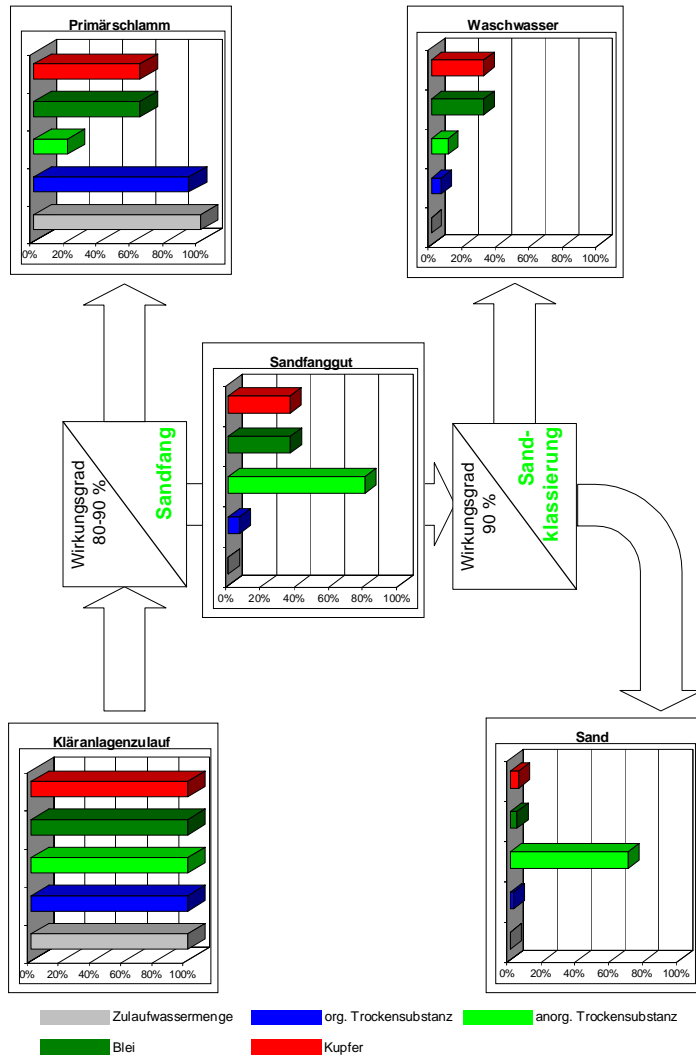 Primärschlamm
0% 20% 40% 60% 80% 100%
Waschwasser
0% 20% 40% 60% 80% 100%
Sandfanggut
0% 20% 40% 60% 80% 100%
Wirkungsgrad
80-90 %
Sandfang
Wirkungsgrad
90 %
Sand-
klassierung
Kläranlagenzulauf
0% 20% 40% 60% 80% 100%
Sand
0% 20% 40% 60% 80% 100%
Zulaufwassermenge org. Trockensubstanz anorg. Trockensubstanz
Blei Kupfer